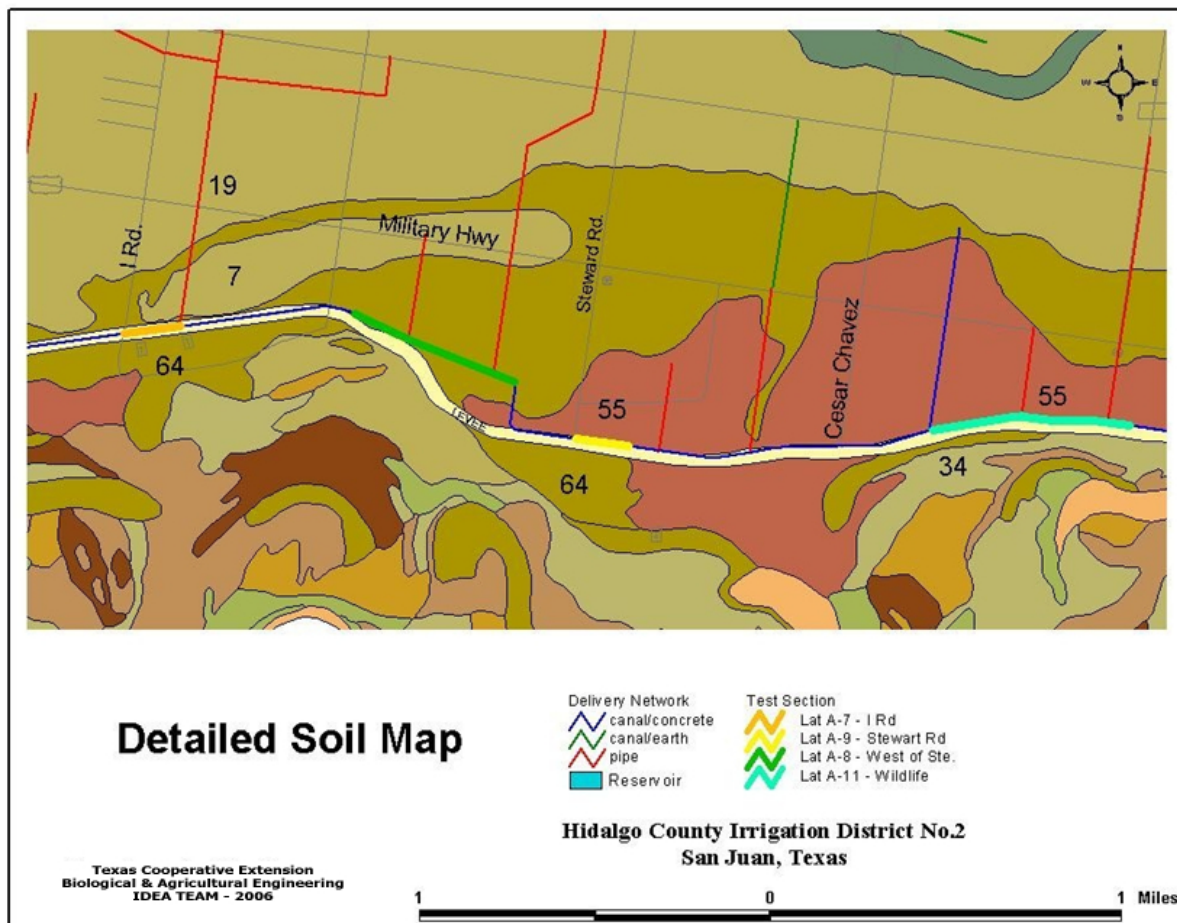 N
W E
S
19
I Rd.
Military Hwy
Steward Rd.
7
64
LEVEE
55
Cesar Chavez
55
64
34
Detailed Soil Map
Delivery Network
canal/concrete
canal/earth
pipe
Reservoir
Test Section
Lat A-7 - I Rd
Lat A-9 - Stewart Rd
Lat A-8 - West of Ste.
Lat A-11 - Wildlife
Hidalgo County Irrigation District No.2
San Juan, Texas
Texas Cooperative Extension
Biological & Agricultural Engineering
IDEA TEAM - 2006
1 0 1 Miles